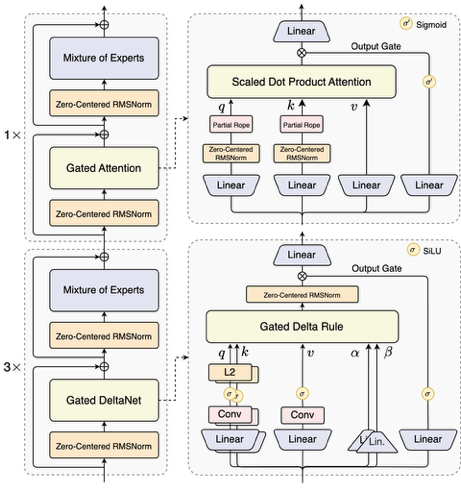 Mixture of Experts
Zero-Centered RMSNorm
1×
Gated Attention
Zero-Centered RMSNorm
Mixture of Experts
Zero-Centered RMSNorm
3×
Gated DeltaNet
Zero-Centered RMSNorm
σ Sigmoid
Linear
Output Gate
⊗
Scaled Dot Product Attention
σ
q k v
Partial Rope Partial Rope
Zero-Centered RMSNorm Zero-Centered RMSNorm
Linear Linear Linear Linear
σ SiLU
Linear
Output Gate
⊗
Zero-Centered RMSNorm
Gated Delta Rule
q k v α β
L2
σ σ σ σ
Conv Conv
Linear Linear Lin. Linear